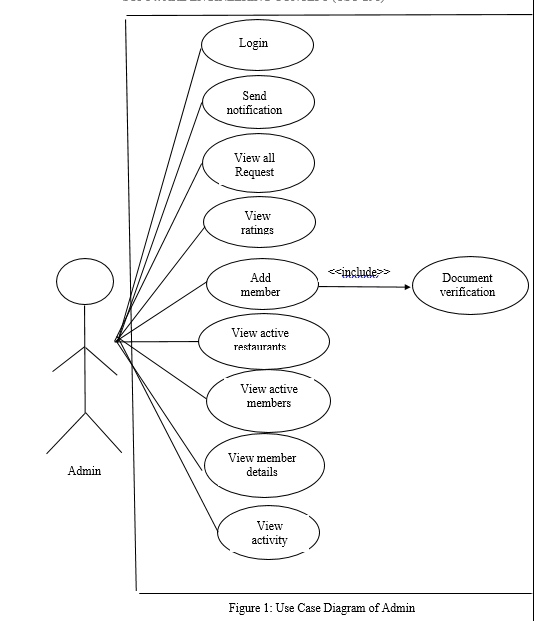 Login
Send
notification
View all
Request
View
ratings
Add
member
<<include>>
Document
verification
View active
restaurants
View active
members
View member
details
Admin
View
activity
Figure 1: Use Case Diagram of Admin